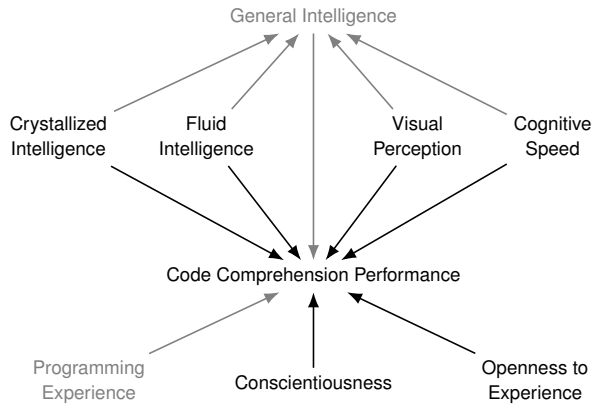 General Intelligence
Crystallized
Intelligence
Fluid
Intelligence
Visual
Perception
Cognitive
Speed
Code Comprehension Performance
Programming
Experience
Conscientiousness
Openness to
Experience